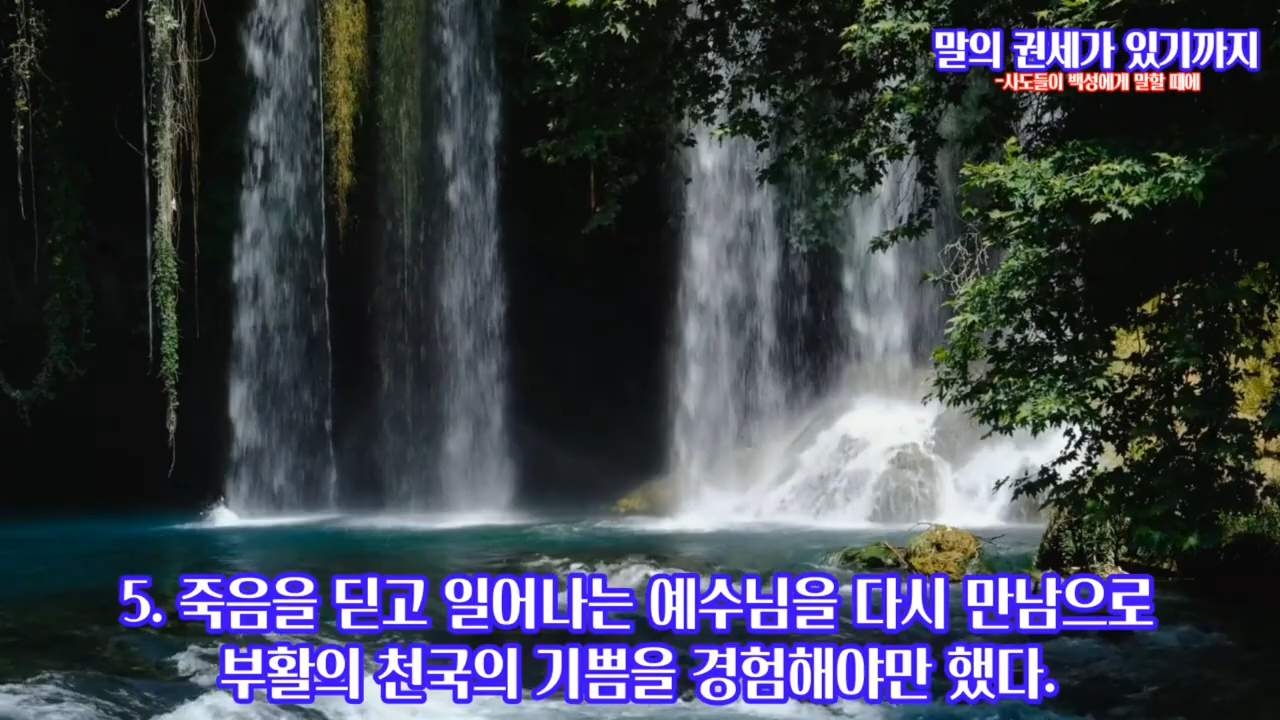 말의 권세가 있기까지
-사도들이 백성에게 말할 때에
5. 죽음을 딛고 일어나는 예수님을 다시 만남으로
부활의 천국의 기쁨을 경험해야만 했다.